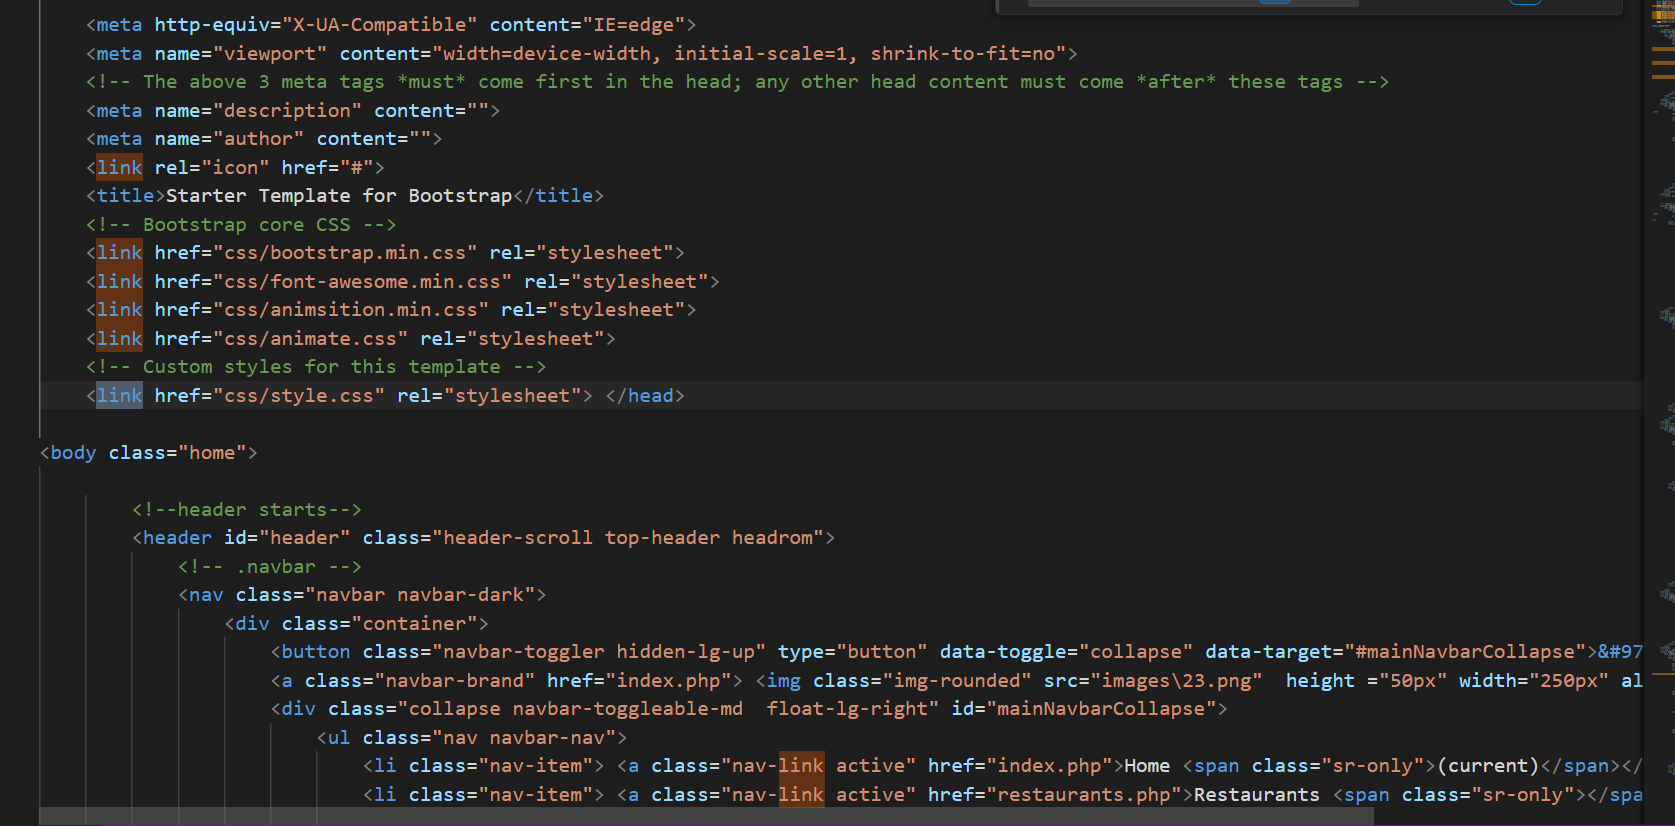 <meta http-equiv="X-UA-Compatible" content="IE=edge">
<meta name="viewport" content="width=device-width, initial-scale=1, shrink-to-fit=no">
<!-- The above 3 meta tags *must* come first in the head; any other head content must come *after* these tags -->
<meta name="description" content="">
<meta name="author" content="">
<link rel="icon" href="#">
<title>Starter Template for Bootstrap</title>
<!-- Bootstrap core CSS -->
<link href="css/bootstrap.min.css" rel="stylesheet">
<link href="css/font-awesome.min.css" rel="stylesheet">
<link href="css/animsition.min.css" rel="stylesheet">
<link href="css/animate.css" rel="stylesheet">
<!-- Custom styles for this template -->
<link href="css/style.css" rel="stylesheet"> </head>
<body class="home">
<!--header starts-->
<header id="header" class="header-scroll top-header headrom">
<!-- .navbar -->
<nav class="navbar navbar-dark">
<div class="container">
<button class="navbar-toggler hidden-lg-up" type="button" data-toggle="collapse" data-target="#mainNavbarCollapse">&#97
<a class="navbar-brand" href="index.php"> <img class="img-rounded" src="images\23.png"  height ="50px" width="250px" al
<div class="collapse navbar-toggleable-md  float-lg-right" id="mainNavbarCollapse">
<ul class="nav navbar-nav">
<li class="nav-item"> <a class="nav-link active" href="index.php">Home <span class="sr-only">(current)</span></
<li class="nav-item"> <a class="nav-link active" href="restaurants.php">Restaurants <span class="sr-only"></spa